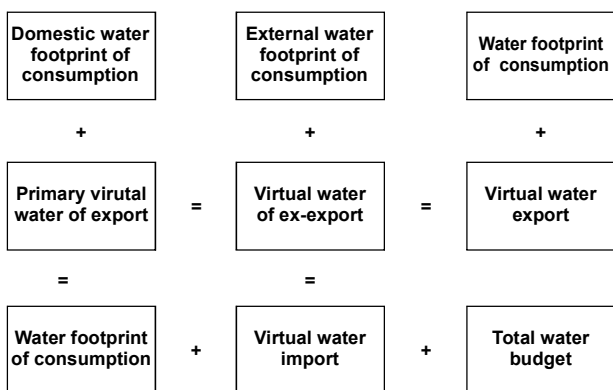 Domestic water
footprint of
consumption
External water
footprint of
consumption
Water footprint
of consumption
+
+
+
Primary virutal
water of export
=
Virtual water
of ex-export
=
Virtual water
export
=
=
Water footprint
of consumption
+
Virtual water
import
+
Total water
budget